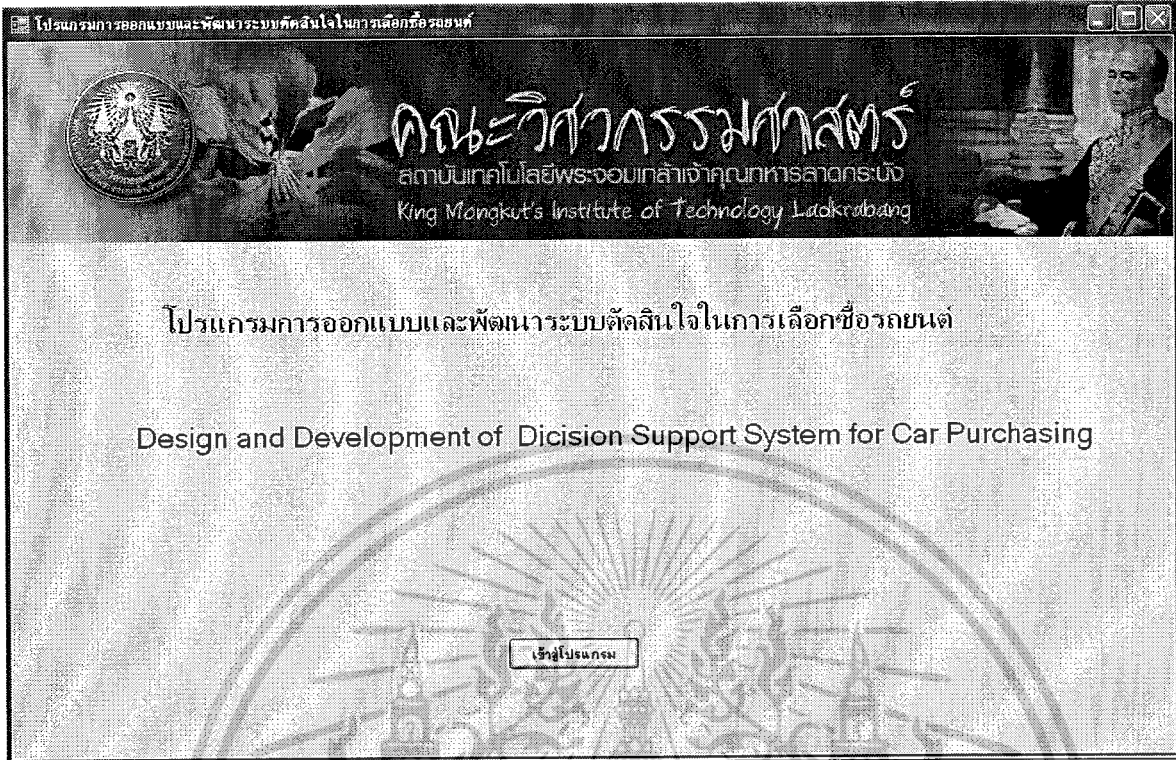 โปรแกรมการออกแบบและพัฒนาระบบตัดสินใจในการเลือกซื้อรถยนต์
คณะวิศวกรรมศาสตร์
สถาบันเทคโนโลยีพระจอมเกล้าเจ้าคุณทหารลาดกระบัง
King Mongkut's Institute of Technology Ladkrabang
โปรแกรมการออกแบบและพัฒนาระบบตัดสินใจในการเลือกซื้อรถยนต์
Design and Development of Dicision Support System for Car Purchasing
เข้าสู่โปรแกรม